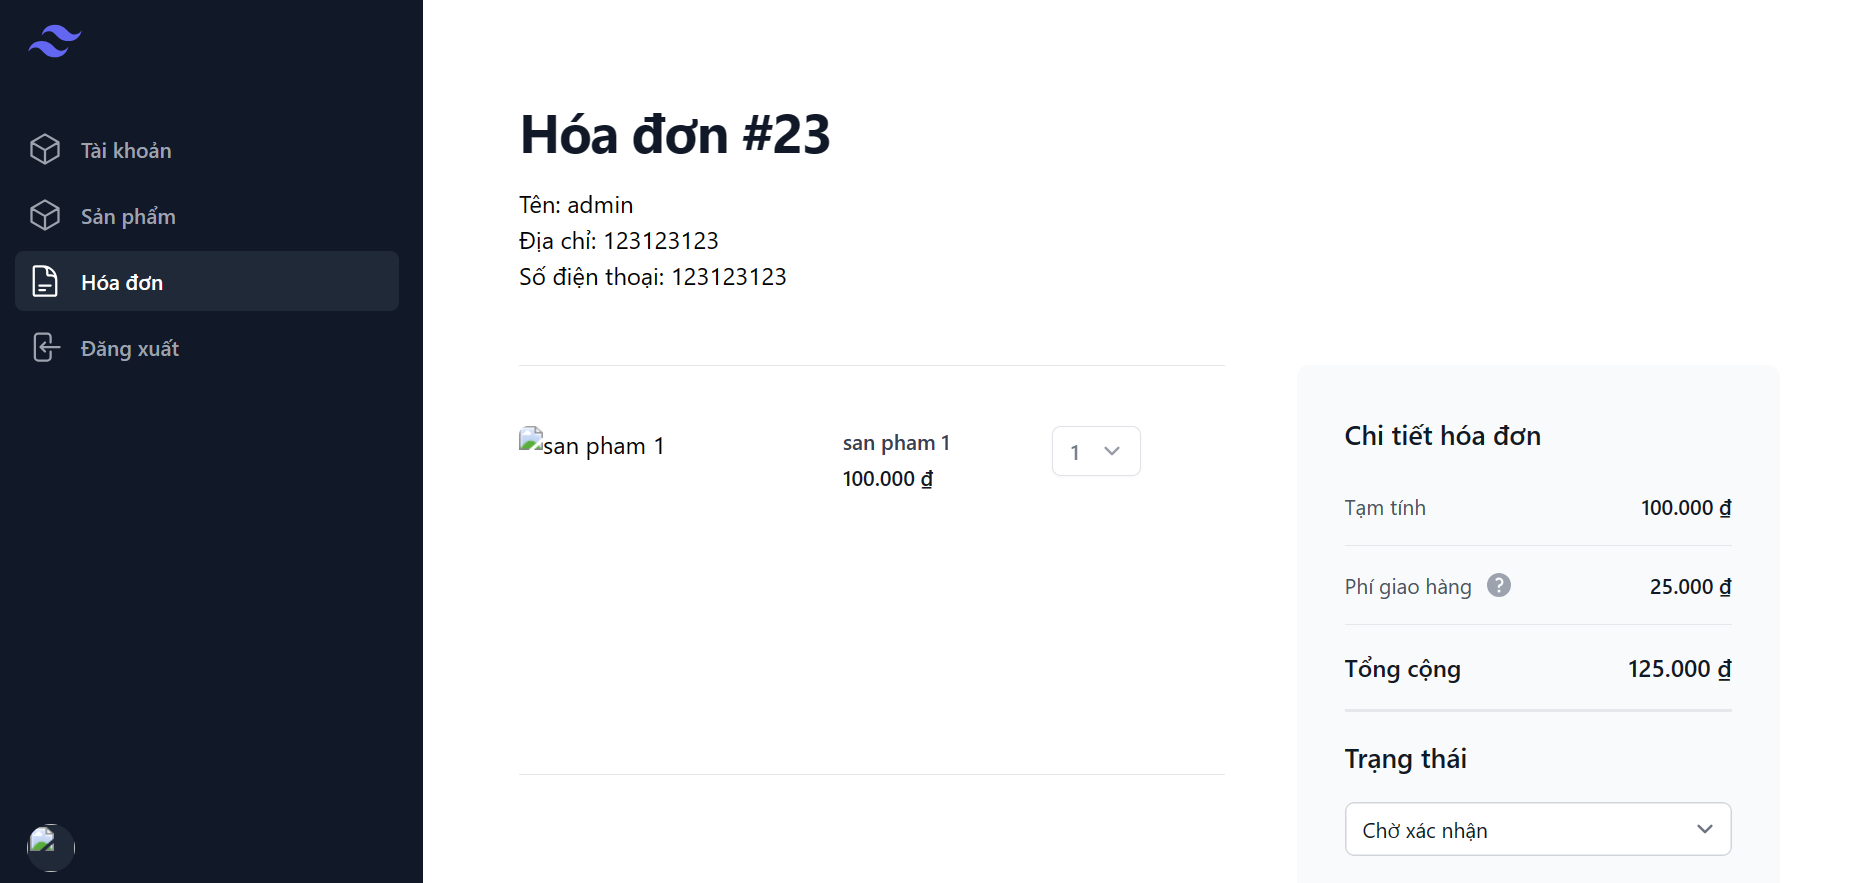 Tài khoản
Sản phẩm
Hóa đơn
Đăng xuất
Hóa đơn #23
Tên: admin
Địa chỉ: 123123123
Số điện thoại: 123123123
san pham 1
san pham 1
100.000 ₫
1
Chi tiết hóa đơn
Tạm tính 100.000 ₫
Phí giao hàng ? 25.000 ₫
Tổng cộng 125.000 ₫
Trạng thái
Chờ xác nhận